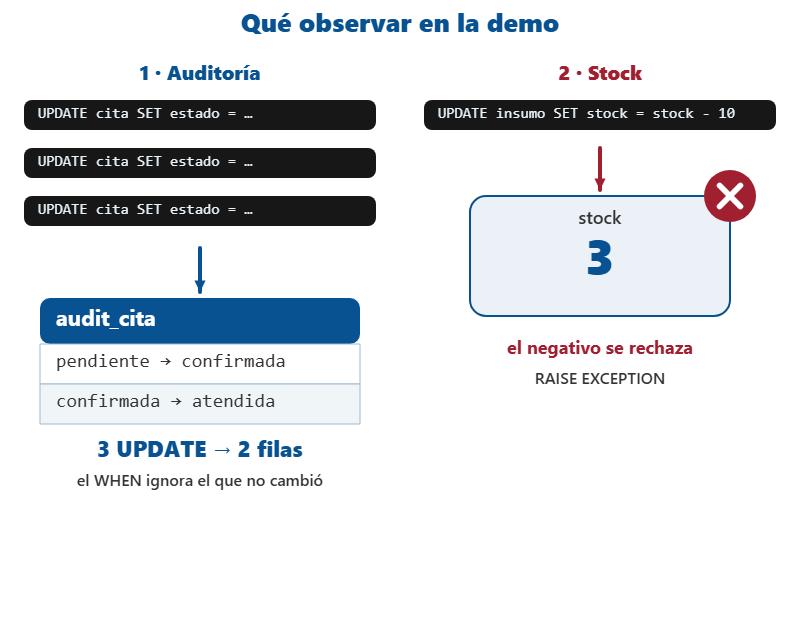 Qué observar en la demo
1 · Auditoría
UPDATE cita SET estado = …
UPDATE cita SET estado = …
UPDATE cita SET estado = …
audit_cita
pendiente → confirmada
confirmada → atendida
3 UPDATE → 2 filas
el WHEN ignora el que no cambió
2 · Stock
UPDATE insumo SET stock = stock - 10
stock
3
el negativo se rechaza
RAISE EXCEPTION